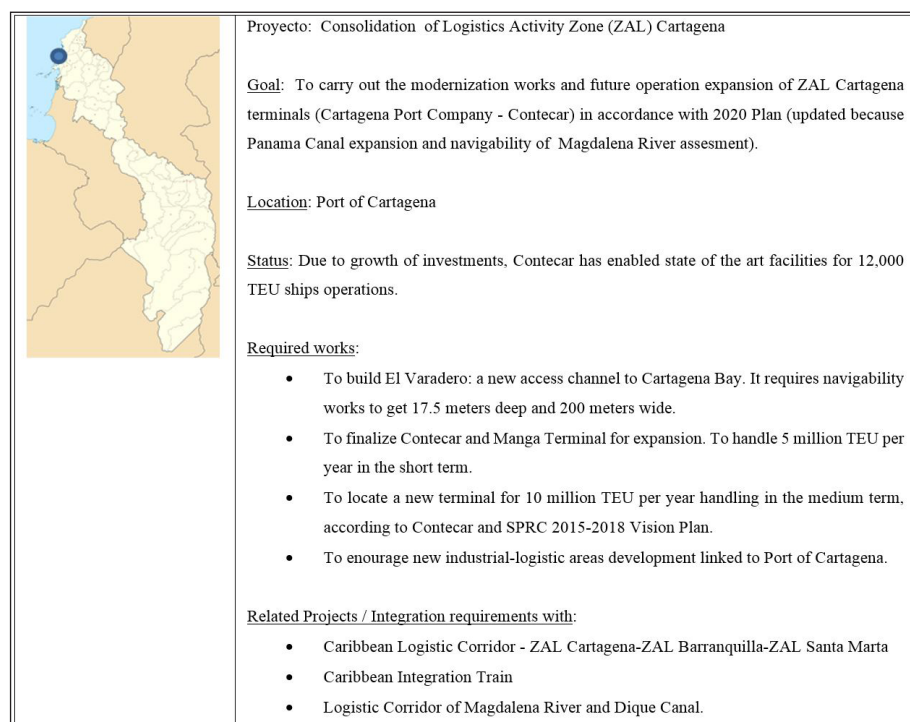 Proyecto: Consolidation of Logistics Activity Zone (ZAL) Cartagena
Goal: To carry out the modernization works and future operation expansion of ZAL Cartagena
terminals (Cartagena Port Company - Contecar) in accordance with 2020 Plan (updated because
Panama Canal expansion and navigability of Magdalena River assesment).
Location: Port of Cartagena
Status: Due to growth of investments, Contecar has enabled state of the art facilities for 12,000
TEU ships operations.
Required works:
• To build El Varadero: a new access channel to Cartagena Bay. It requires navigability
works to get 17.5 meters deep and 200 meters wide.
• To finalize Contecar and Manga Terminal for expansion. To handle 5 million TEU per
year in the short term.
• To locate a new terminal for 10 million TEU per year handling in the medium term,
according to Contecar and SPRC 2015-2018 Vision Plan.
• To enourage new industrial-logistic areas development linked to Port of Cartagena.
Related Projects / Integration requirements with:
• Caribbean Logistic Corridor - ZAL Cartagena-ZAL Barranquilla-ZAL Santa Marta
• Caribbean Integration Train
• Logistic Corridor of Magdalena River and Dique Canal.